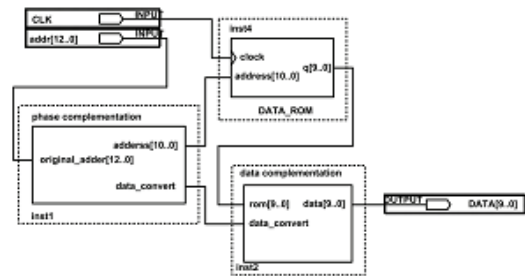 CLK INPUT
addr[12..0] INPUT
inst4
clock
q[9..0]
address[10..0]
DATA_ROM
phase complementation
adderss[10..0]
original_adder[12..0]
data_convert
inst1
data complementation
rom[9..0] data[9..0]
data_convert
inst2
OUTPUT DATA[9..0]